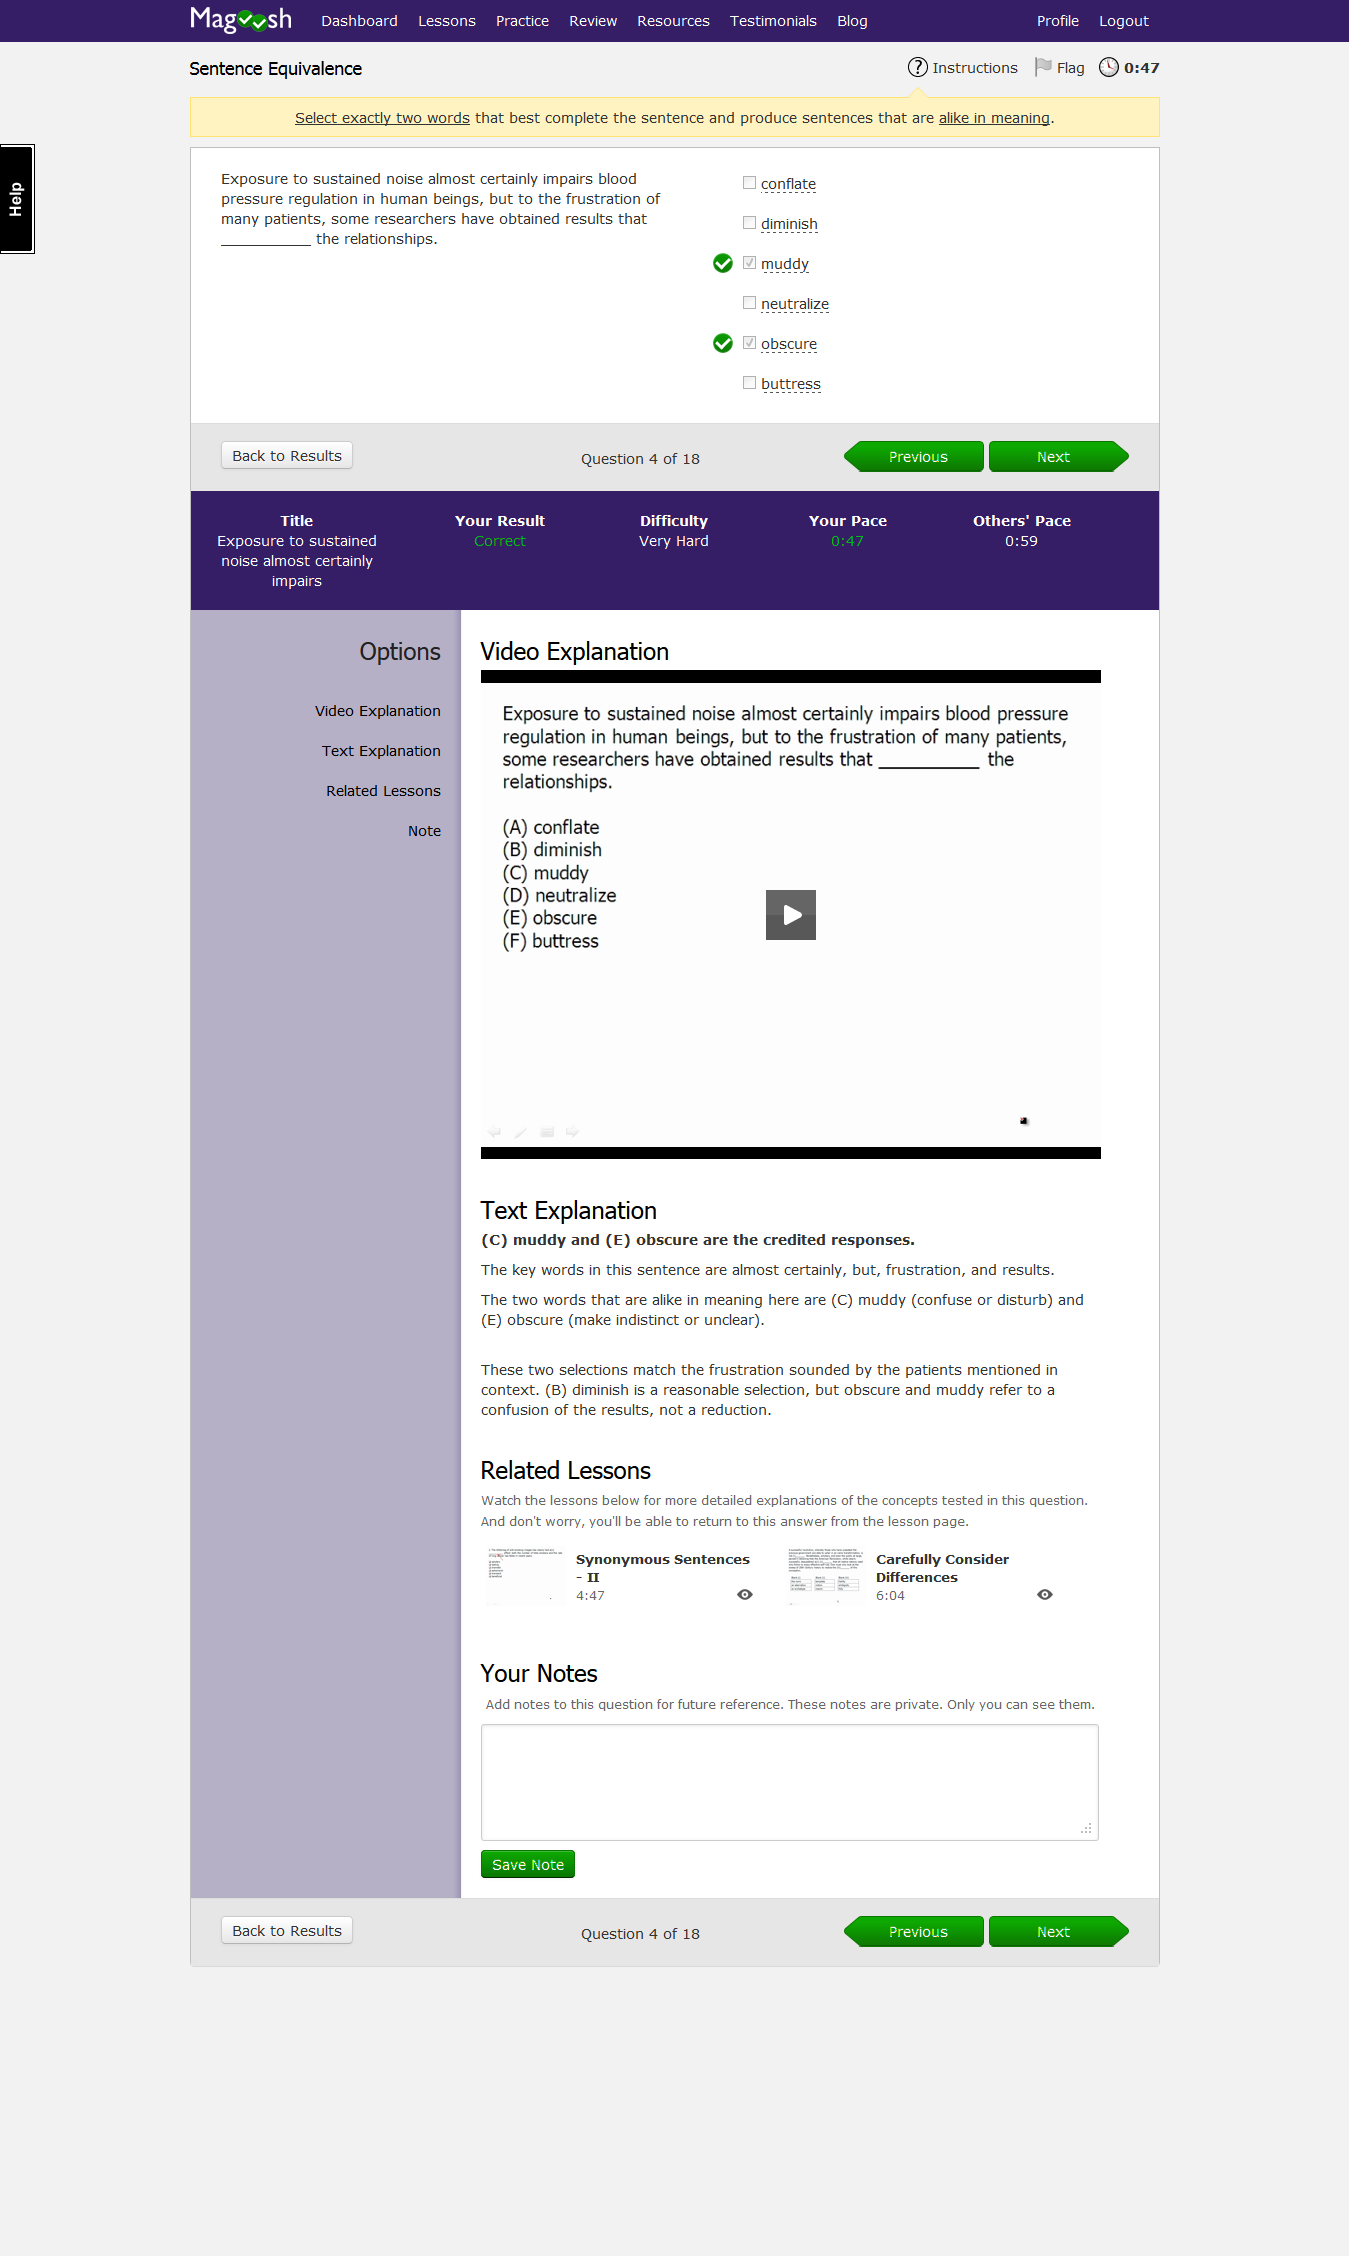 Magoosh Dashboard Lessons Practice Review Resources Testimonials Blog Profile Logout
Sentence Equivalence
? Instructions Flag 0:47
Select exactly two words that best complete the sentence and produce sentences that are alike in meaning.
Help
Exposure to sustained noise almost certainly impairs blood
pressure regulation in human beings, but to the frustration of
many patients, some researchers have obtained results that
___________ the relationships.
conflate
diminish
muddy
neutralize
obscure
buttress
Back to Results
Question 4 of 18
Previous
Next
Title
Exposure to sustained
noise almost certainly
impairs
Your Result
Correct
Difficulty
Very Hard
Your Pace
0:47
Others' Pace
0:59
Options
Video Explanation
Text Explanation
Related Lessons
Note
Video Explanation
Exposure to sustained noise almost certainly impairs blood pressure
regulation in human beings, but to the frustration of many patients,
some researchers have obtained results that __________ the
relationships.
(A) conflate
(B) diminish
(C) muddy
(D) neutralize
(E) obscure
(F) buttress
Text Explanation
(C) muddy and (E) obscure are the credited responses.
The key words in this sentence are almost certainly, but, frustration, and results.
The two words that are alike in meaning here are (C) muddy (confuse or disturb) and
(E) obscure (make indistinct or unclear).
These two selections match the frustration sounded by the patients mentioned in
context. (B) diminish is a reasonable selection, but obscure and muddy refer to a
confusion of the results, not a reduction.
Related Lessons
Watch the lessons below for more detailed explanations of the concepts tested in this question.
And don't worry, you'll be able to return to this answer from the lesson page.
Synonymous Sentences
- II
4:47
Carefully Consider
Differences
6:04
Your Notes
Add notes to this question for future reference. These notes are private. Only you can see them.
Save Note
Back to Results
Question 4 of 18
Previous
Next